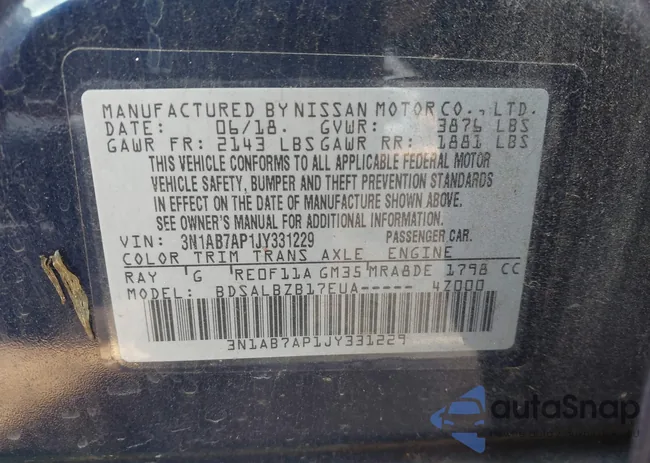 MANUFACTURED BY NISSAN MOTOR CO., LTD.
DATE: 06/18. GVWR: 3876 LBS
GAWR FR: 2143 LBS GAWR RR: 1881 LBS
THIS VEHICLE CONFORMS TO ALL APPLICABLE FEDERAL MOTOR
VEHICLE SAFETY, BUMPER AND THEFT PREVENTION STANDARDS
IN EFFECT ON THE DATE OF MANUFACTURE SHOWN ABOVE.
SEE OWNER'S MANUAL FOR ADDITIONAL INFORMATION.
VIN: 3N1AB7AP1JY331229 PASSENGER CAR.
COLOR TRIM TRANS AXLE ENGINE
RAY G RE0F11A GM35 MRA8DE 1798 CC
MODEL: BDSALBZB17EUA----- 4Z000
3N1AB7AP1JY331229
autoSnap